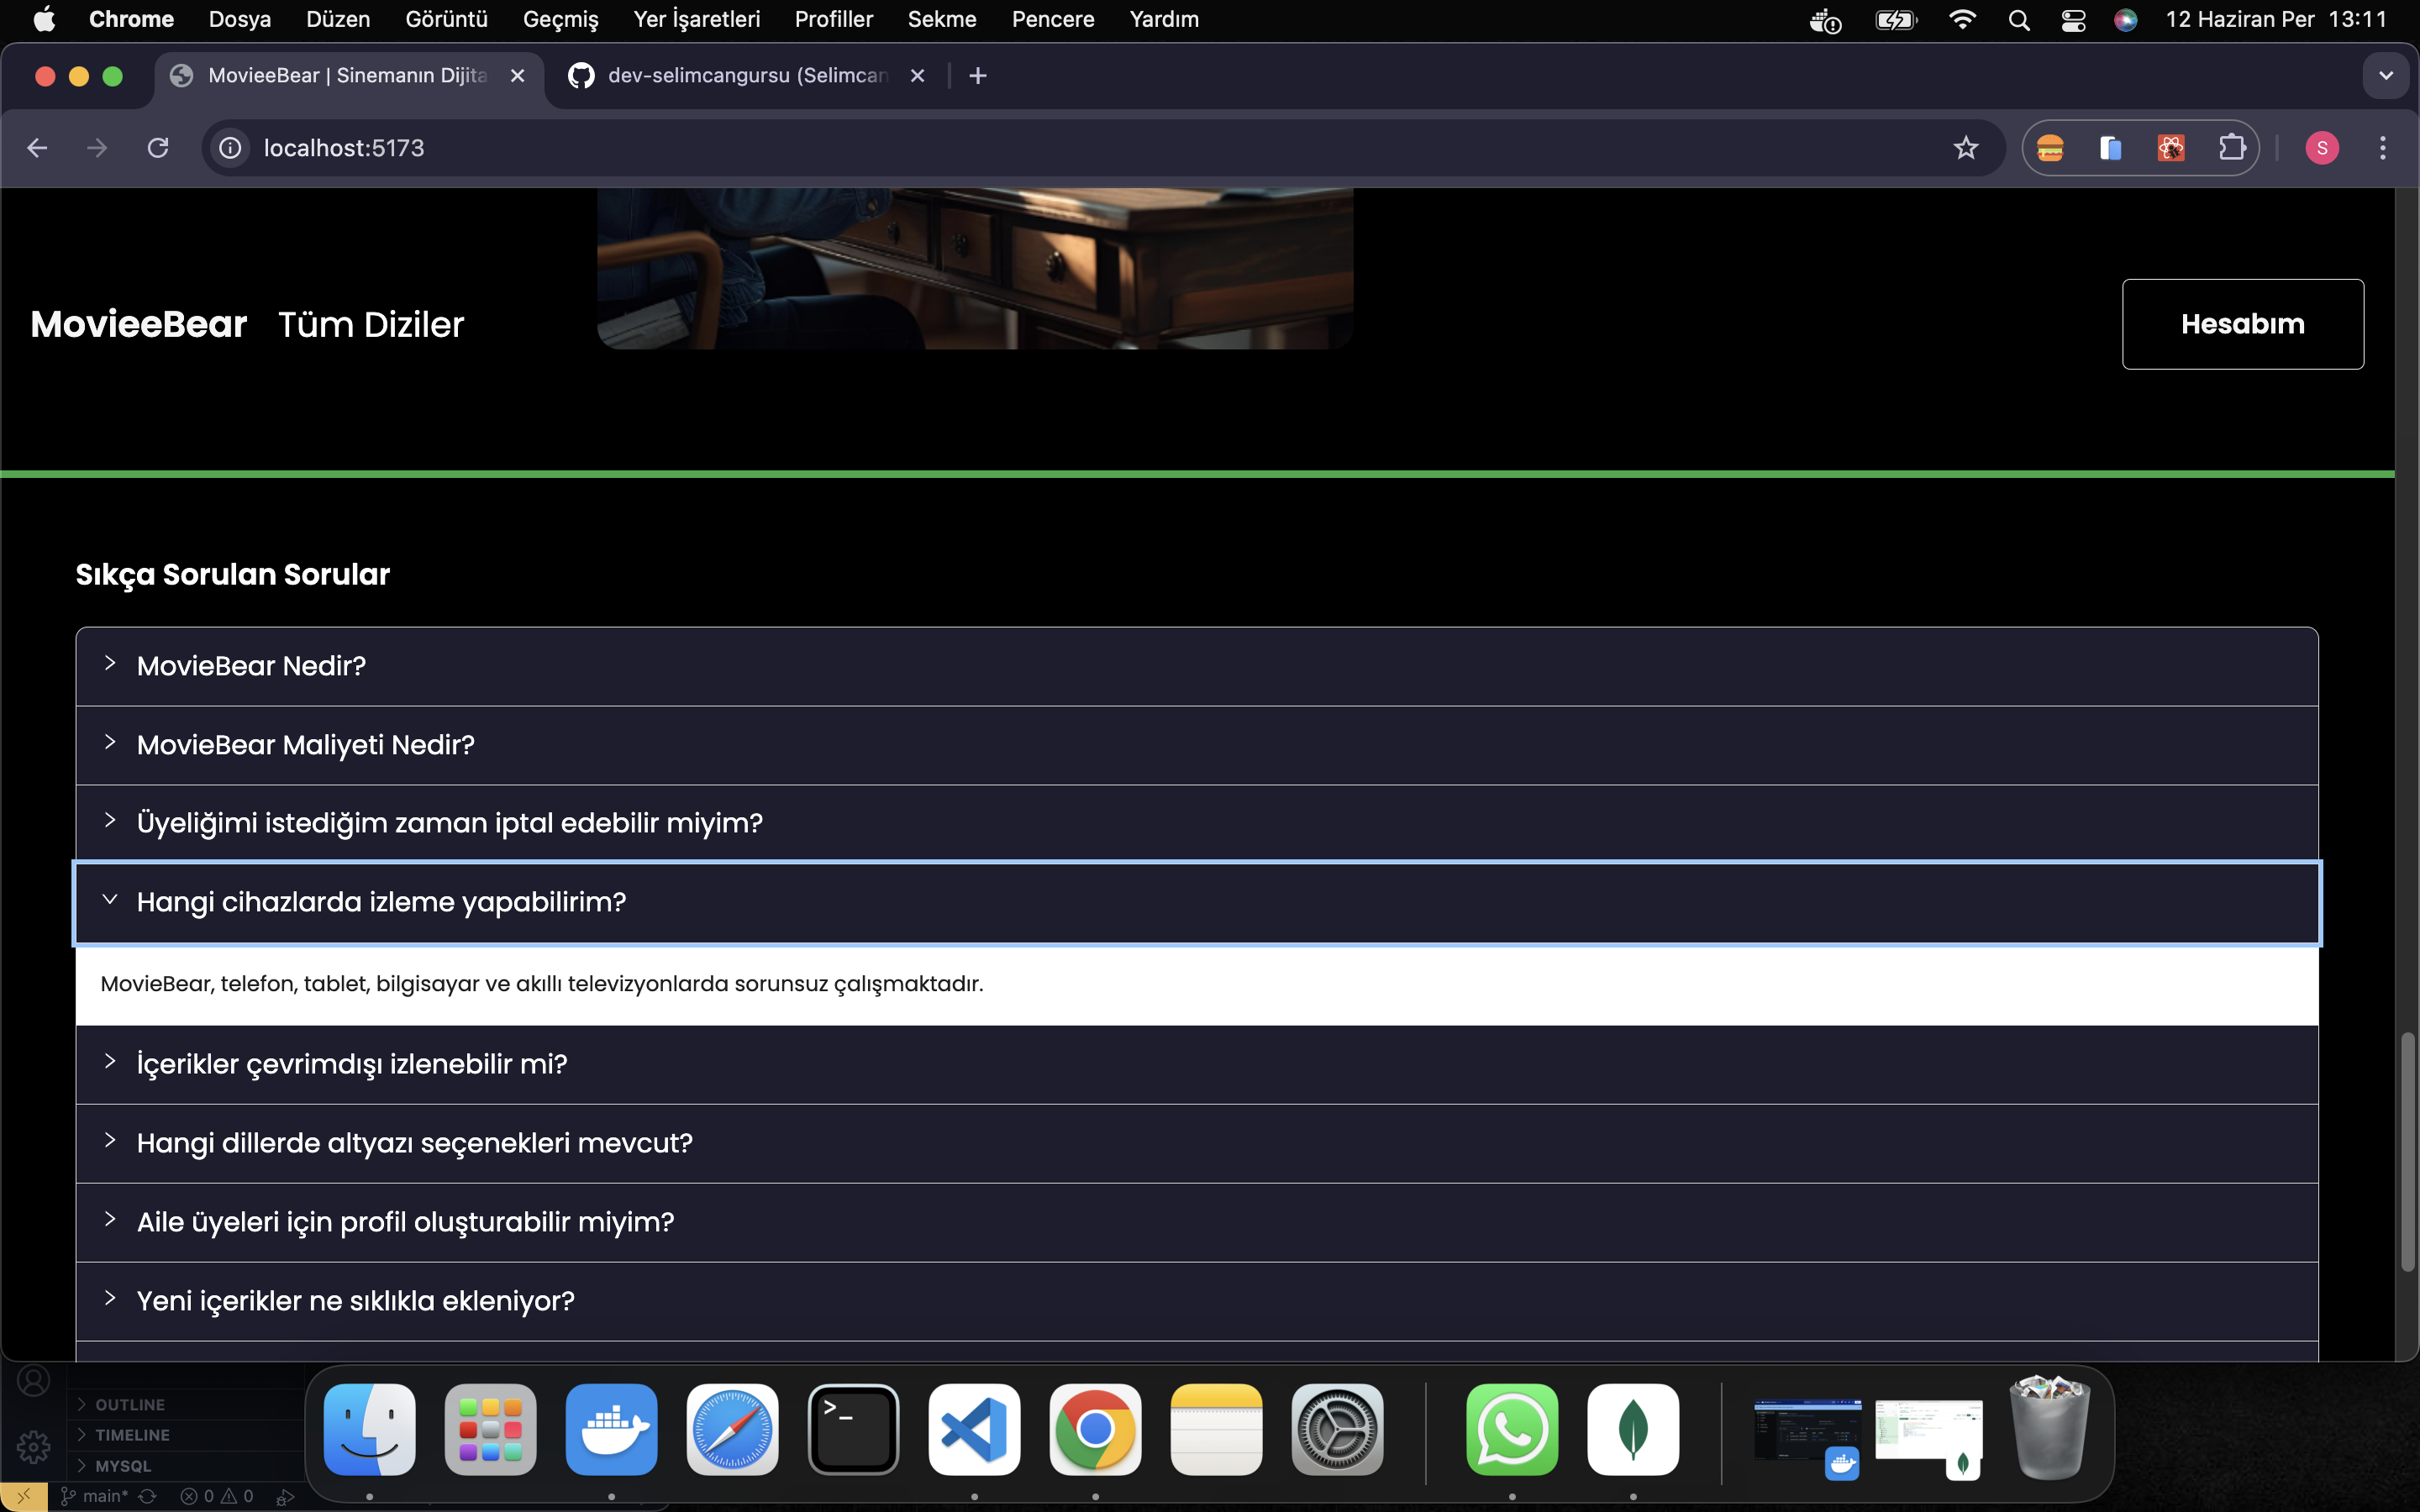 Chrome Dosya Düzen Görüntü Geçmiş Yer İşaretleri Profiller Sekme Pencere Yardım 12 Haziran Per 13:11
MovieeBear | Sinemanın Dijita dev-selimcangursu (Selimcan
localhost:5173 S
MovieeBear Tüm Diziler Hesabım
Sıkça Sorulan Sorular
MovieBear Nedir?
MovieBear Maliyeti Nedir?
Üyeliğimi istediğim zaman iptal edebilir miyim?
Hangi cihazlarda izleme yapabilirim?
MovieBear, telefon, tablet, bilgisayar ve akıllı televizyonlarda sorunsuz çalışmaktadır.
İçerikler çevrimdışı izlenebilir mi?
Hangi dillerde altyazı seçenekleri mevcut?
Aile üyeleri için profil oluşturabilir miyim?
Yeni içerikler ne sıklıkla ekleniyor?
OUTLINE
TIMELINE
MYSQL
main* 0 0